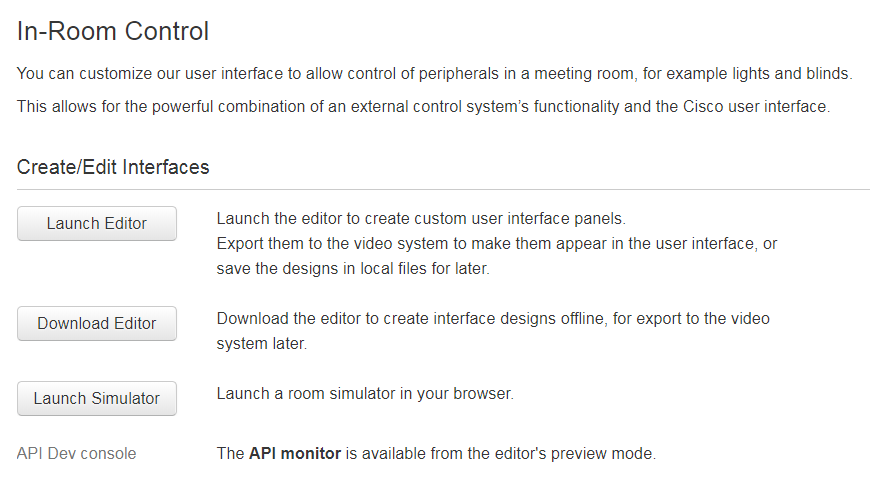 In-Room Control
You can customize our user interface to allow control of peripherals in a meeting room, for example lights and blinds.
This allows for the powerful combination of an external control system’s functionality and the Cisco user interface.
Create/Edit Interfaces
Launch Editor
Launch the editor to create custom user interface panels.
Export them to the video system to make them appear in the user interface, or
save the designs in local files for later.
Download Editor
Download the editor to create interface designs offline, for export to the video
system later.
Launch Simulator
Launch a room simulator in your browser.
API Dev console
The API monitor is available from the editor's preview mode.